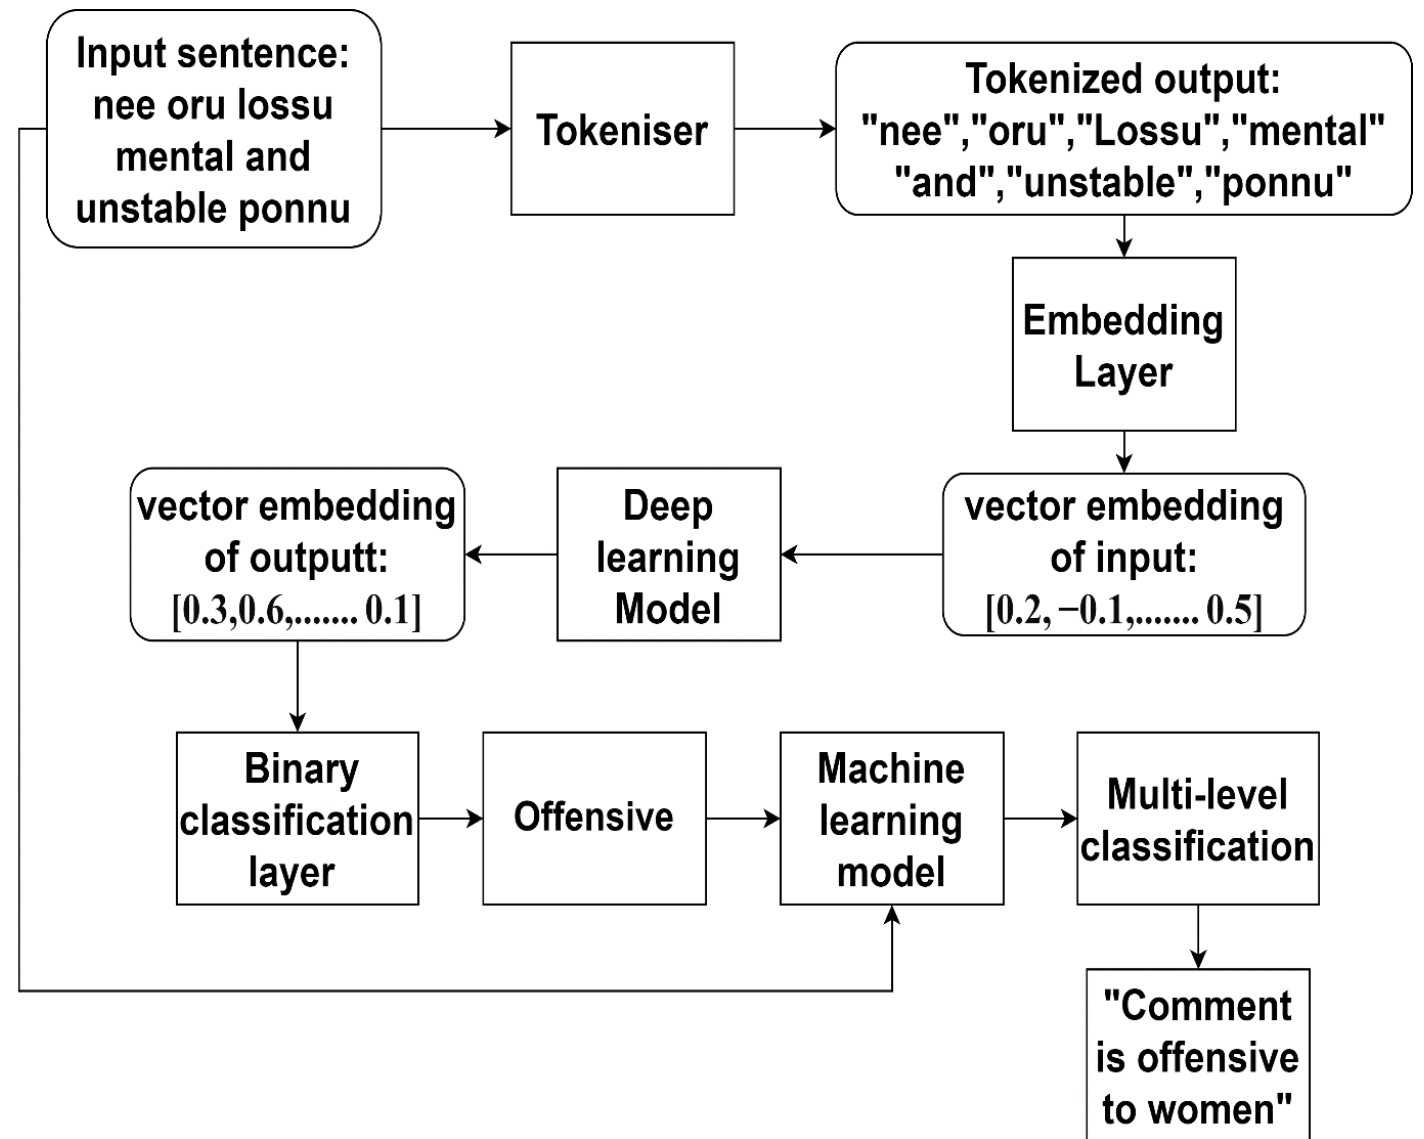 Input sentence:
nee oru lossu
mental and
unstable ponnu
Tokeniser
Tokenized output:
"nee","oru","Lossu","mental"
"and","unstable","ponnu"
Embedding
Layer
vector embedding
of input:
[0.2, −0.1,....... 0.5]
Deep
learning
Model
vector embedding
of outputt:
[0.3,0.6,....... 0.1]
Binary
classification
layer
Offensive
Machine
learning
model
Multi-level
classification
"Comment
is offensive
to women"